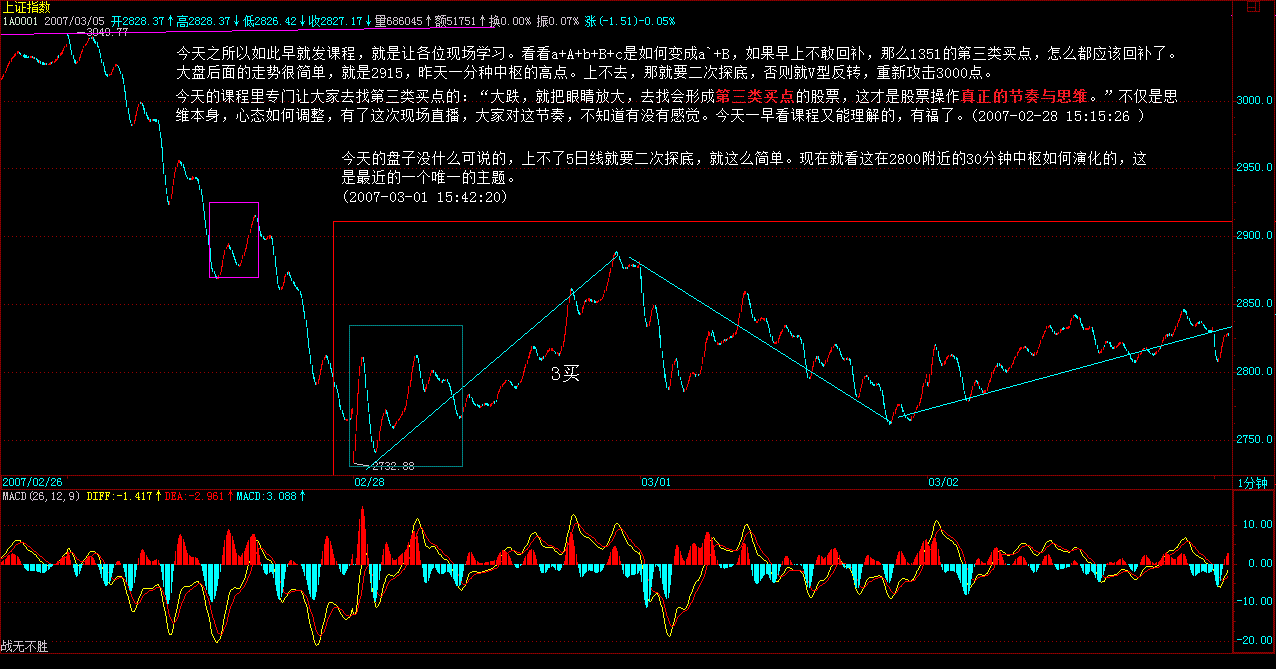 上证指数
1A0001 2007/03/05 开2828.37↑高2828.37↓低2826.42↓收2827.17↓量686045↑额51751↑换0.00% 振0.07% 涨(-1.51)-0.05%
3049.77
今天之所以如此早就发课程，就是让各位现场学习。看看a+A+b+B+c是如何变成a`+B，如果早上不敢回补，那么1351的第三类买点，怎么都应该回补了。
大盘后面的走势很简单，就是2915，昨天一分钟中枢的高点。上不去，那就要二次探底，否则就V型反转，重新攻击3000点。
今天的课程里专门让大家去找第三类买点的：“大跌，就把眼睛放大，去找会形成第三类买点的股票，这才是股票操作真正的节奏与思维。”不仅是思
维本身，心态如何调整，有了这次现场直播，大家对这节奏，不知道有没有感觉。今天一早看课程又能理解的，有福了。(2007-02-28 15:15:26 )
今天的盘子没什么可说的，上不了5日线就要二次探底，就这么简单。现在就看这在2800附近的30分钟中枢如何演化的，这
是最近的一个唯一的主题。
(2007-03-01 15:42:20)
3000.0
2950.0
2900.0
2850.0
2800.0
2750.0
3买
2732.88
2007/02/26 02/28 03/01 03/02 1分钟
MACD(26,12,9) DIFF:-1.417↑DEA:-2.961↑MACD:3.088↑
10.00
0.00
-10.00
-20.00
战无不胜